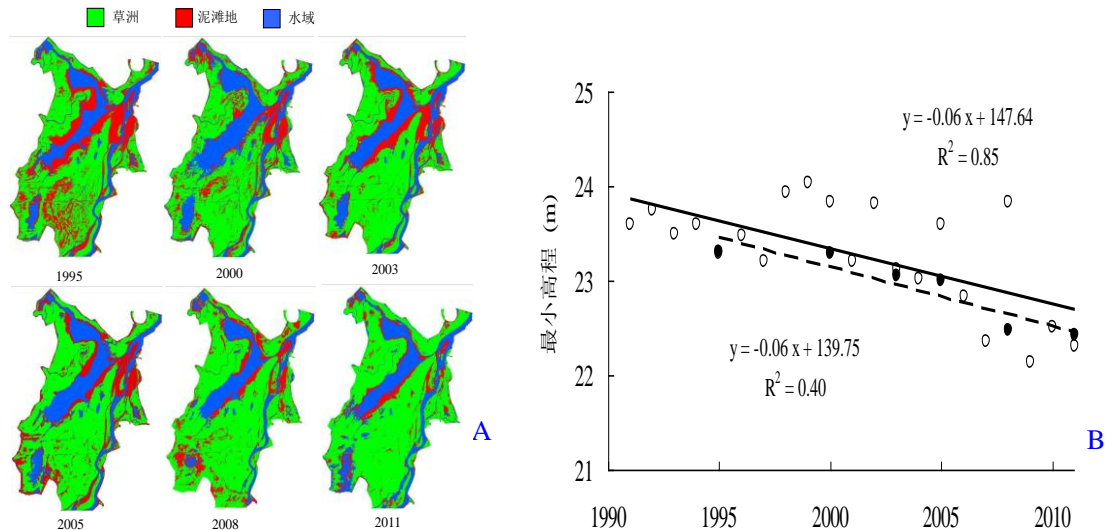 草洲 泥滩地 水域
1995 2000 2003
2005 2008 2011
A
25
24
23
22
21
最小高程 (m)
y = -0.06 x + 147.64
R² = 0.85
y = -0.06 x + 139.75
R² = 0.40
1990 1995 2000 2005 2010
B